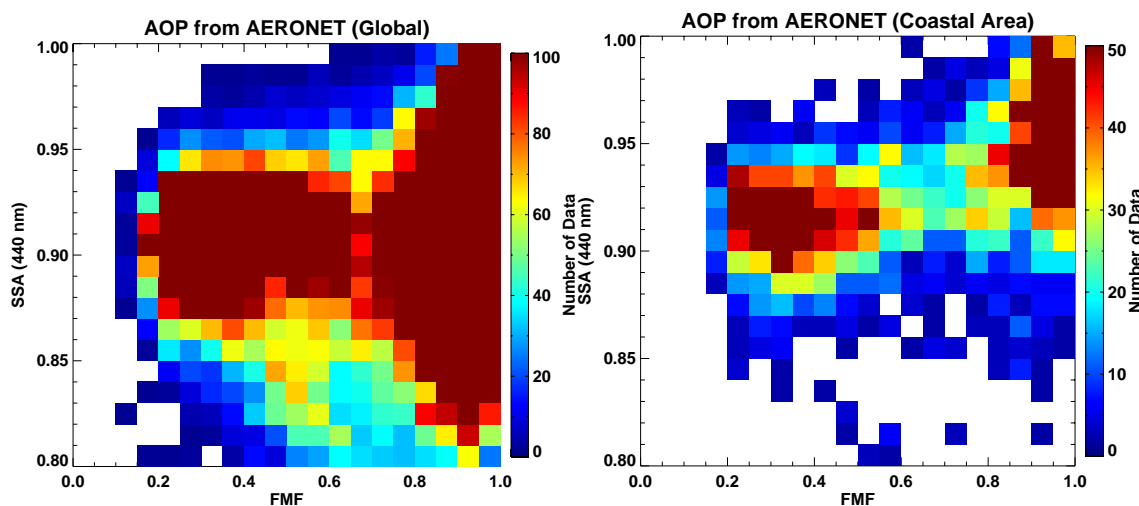 AOP from AERONET (Global)
1.00
0.95
0.90
0.85
0.80
SSA (440 nm)
0.0 0.2 0.4 0.6 0.8 1.0
FMF
100
80
60
40
20
0
Number of Data
AOP from AERONET (Coastal Area)
1.00
0.95
0.90
0.85
0.80
SSA (440 nm)
0.0 0.2 0.4 0.6 0.8 1.0
FMF
50
40
30
20
10
0
Number of Data